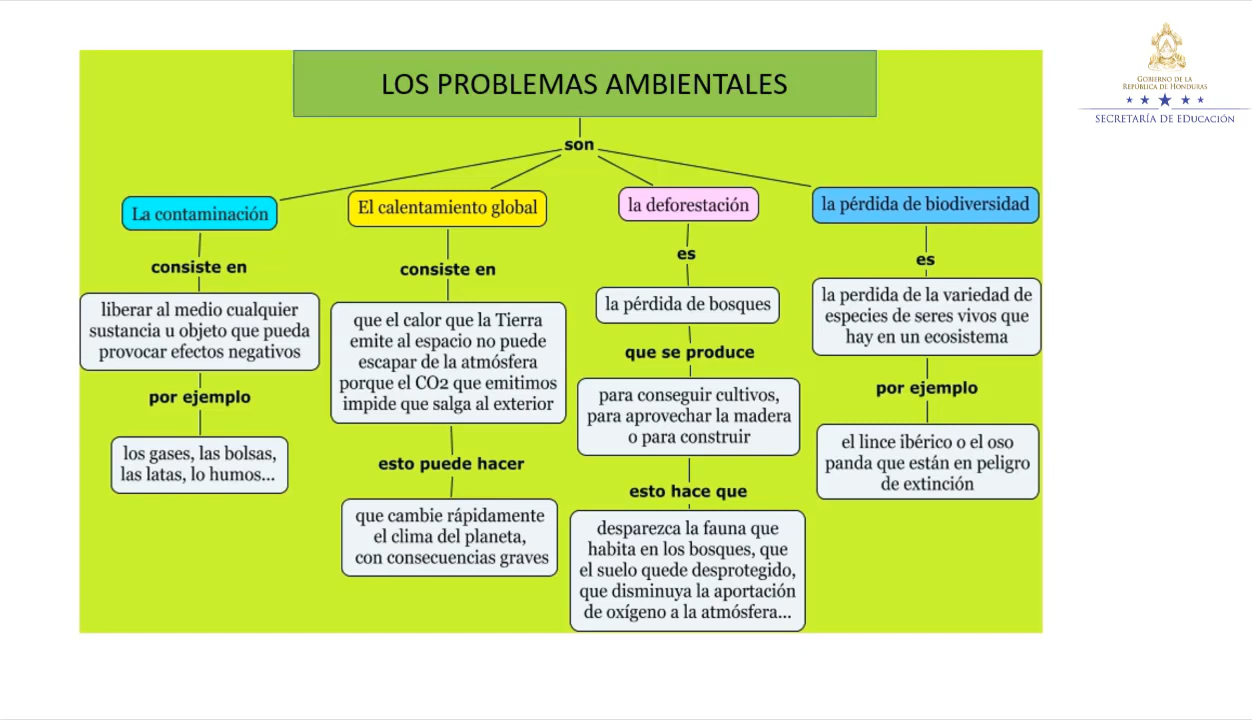 LOS PROBLEMAS AMBIENTALES
GOBIERNO DE LA
REPÚBLICA DE HONDURAS
SECRETARÍA DE EDUCACIÓN
son
La contaminación
consiste en
liberar al medio cualquier
sustancia u objeto que pueda
provocar efectos negativos
por ejemplo
los gases, las bolsas,
las latas, lo humos...
El calentamiento global
consiste en
que el calor que la Tierra
emite al espacio no puede
escapar de la atmósfera
porque el CO2 que emitimos
impide que salga al exterior
esto puede hacer
que cambie rápidamente
el clima del planeta,
con consecuencias graves
la deforestación
es
la pérdida de bosques
que se produce
para conseguir cultivos,
para aprovechar la madera
o para construir
esto hace que
desparezca la fauna que
habita en los bosques, que
el suelo quede desprotegido,
que disminuya la aportación
de oxígeno a la atmósfera...
la pérdida de biodiversidad
es
la perdida de la variedad de
especies de seres vivos que
hay en un ecosistema
por ejemplo
el lince ibérico o el oso
panda que están en peligro
de extinción